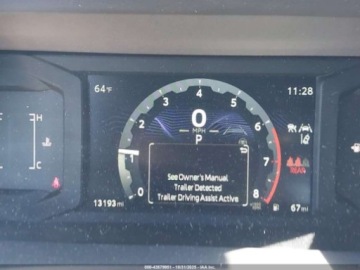 64°F
11:28
H
C
0
MPH
P
1
2
3
4
5
6
7
8
0
See Owner's Manual
Trailer Detected
Trailer Driving Assist Active
REAR
13193 mi
67 mi